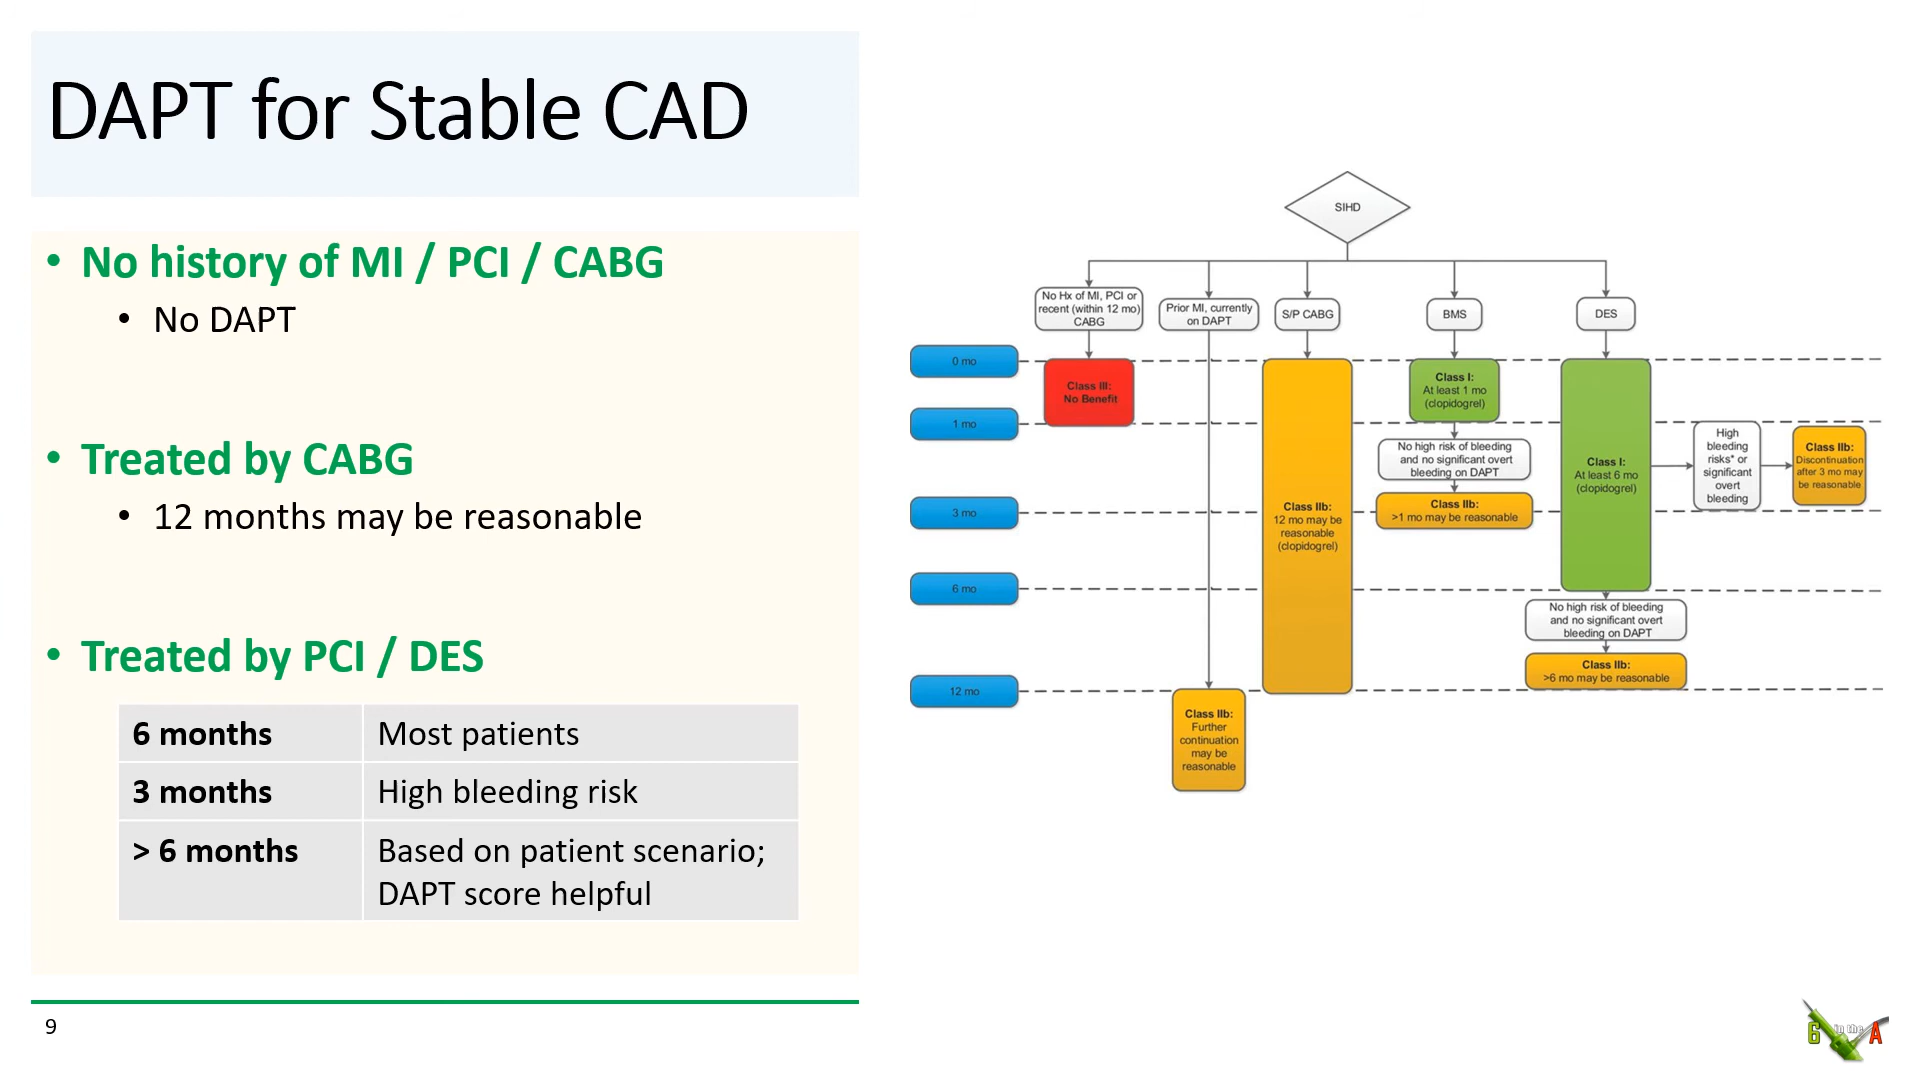 DAPT for Stable CAD
• No history of MI / PCI / CABG
• No DAPT
• Treated by CABG
• 12 months may be reasonable
• Treated by PCI / DES
6 months
Most patients
3 months
High bleeding risk
> 6 months
Based on patient scenario;
DAPT score helpful
9
SIHD
No Hx of MI, PCI or
recent (within 12 mo)
CABG
Prior MI, currently
on DAPT
S/P CABG
BMS
DES
0 mo
1 mo
3 mo
6 mo
12 mo
Class III:
No Benefit
Class IIb:
Further
continuation
may be
reasonable
Class IIb:
12 mo may be
reasonable
(clopidogrel)
Class I:
At least 1 mo
(clopidogrel)
No high risk of bleeding
and no significant overt
bleeding on DAPT
Class IIb:
>1 mo may be reasonable
Class I:
At least 6 mo
(clopidogrel)
High
bleeding
risks* or
significant
overt
bleeding
Class IIb:
Discontinuation
after 3 mo may
be reasonable
No high risk of bleeding
and no significant overt
bleeding on DAPT
Class IIb:
>6 mo may be reasonable
6 in the A